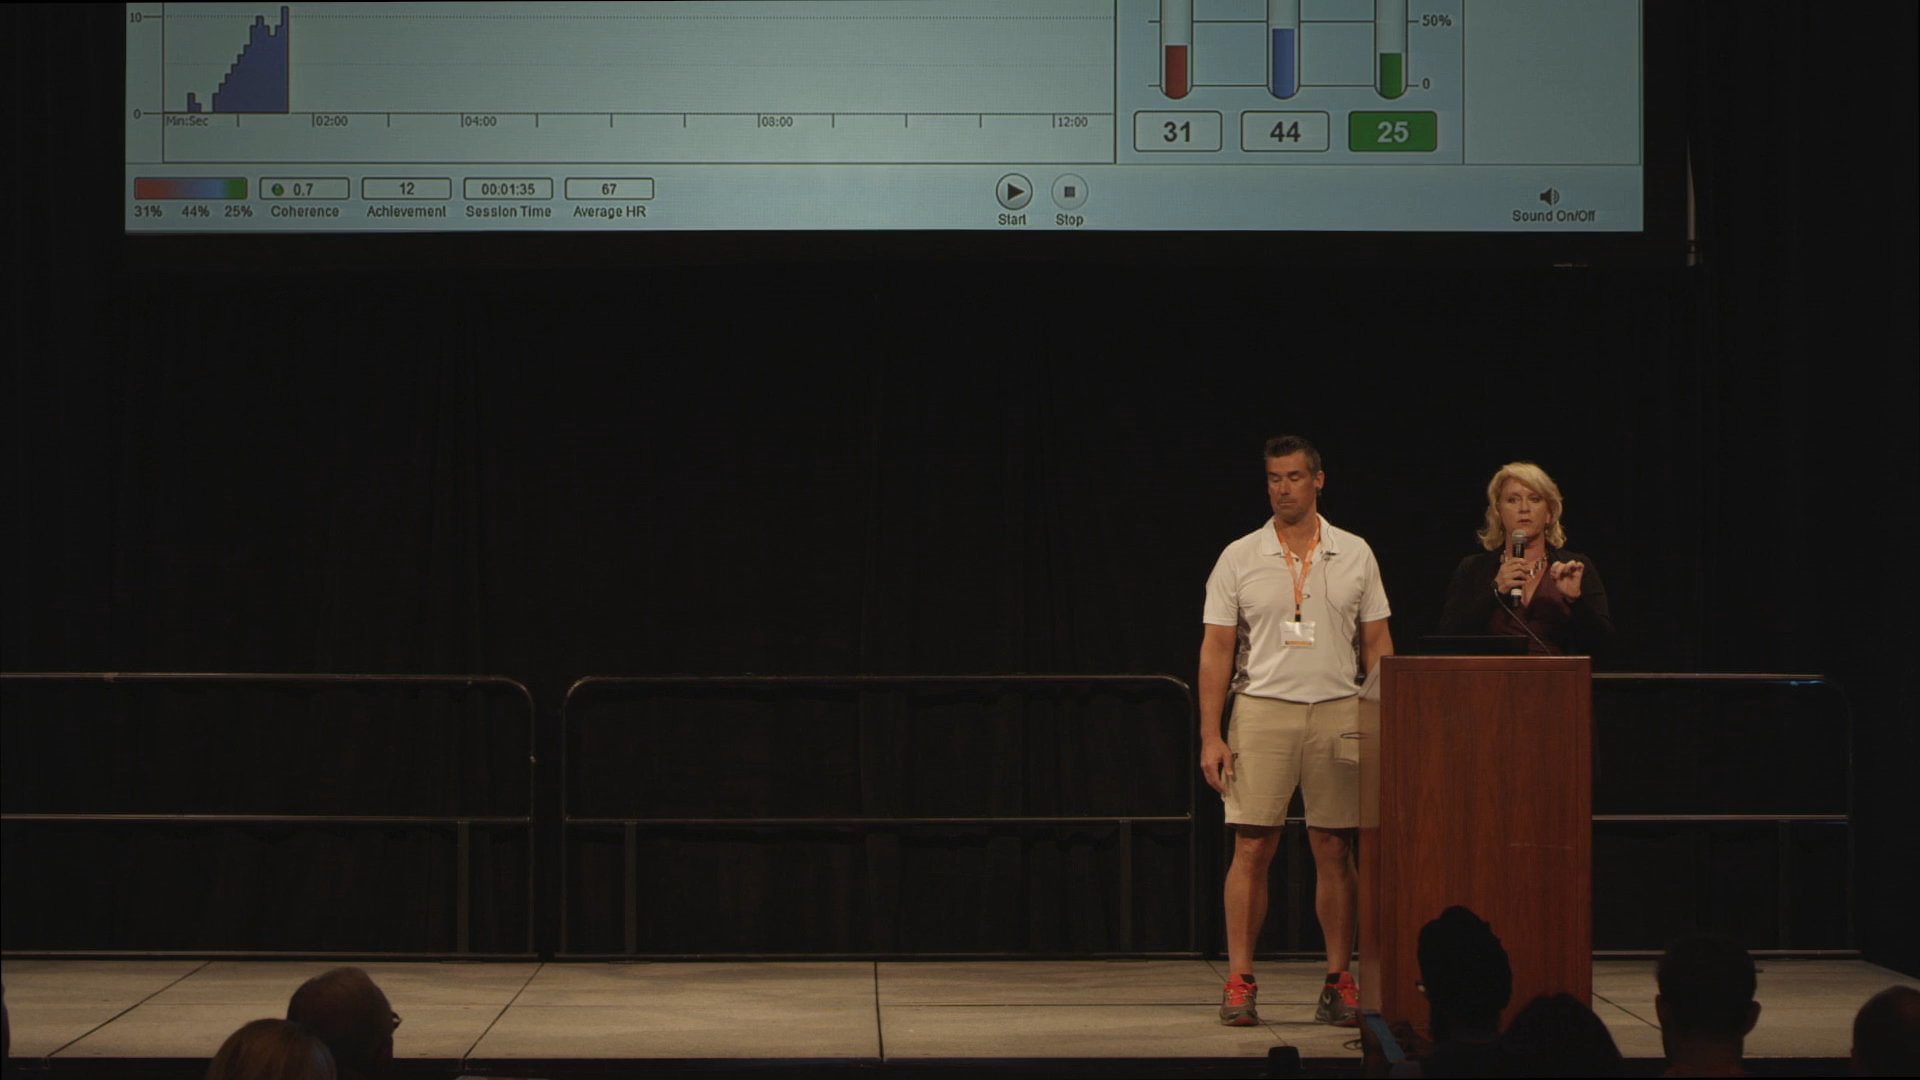 10
0
Min:Sec 02:00 04:00 08:00 12:00
50%
0
31 44 25
0.7 12 00:01:35 67
31% 44% 25% Coherence Achievement Session Time Average HR
Start Stop
Sound On/Off